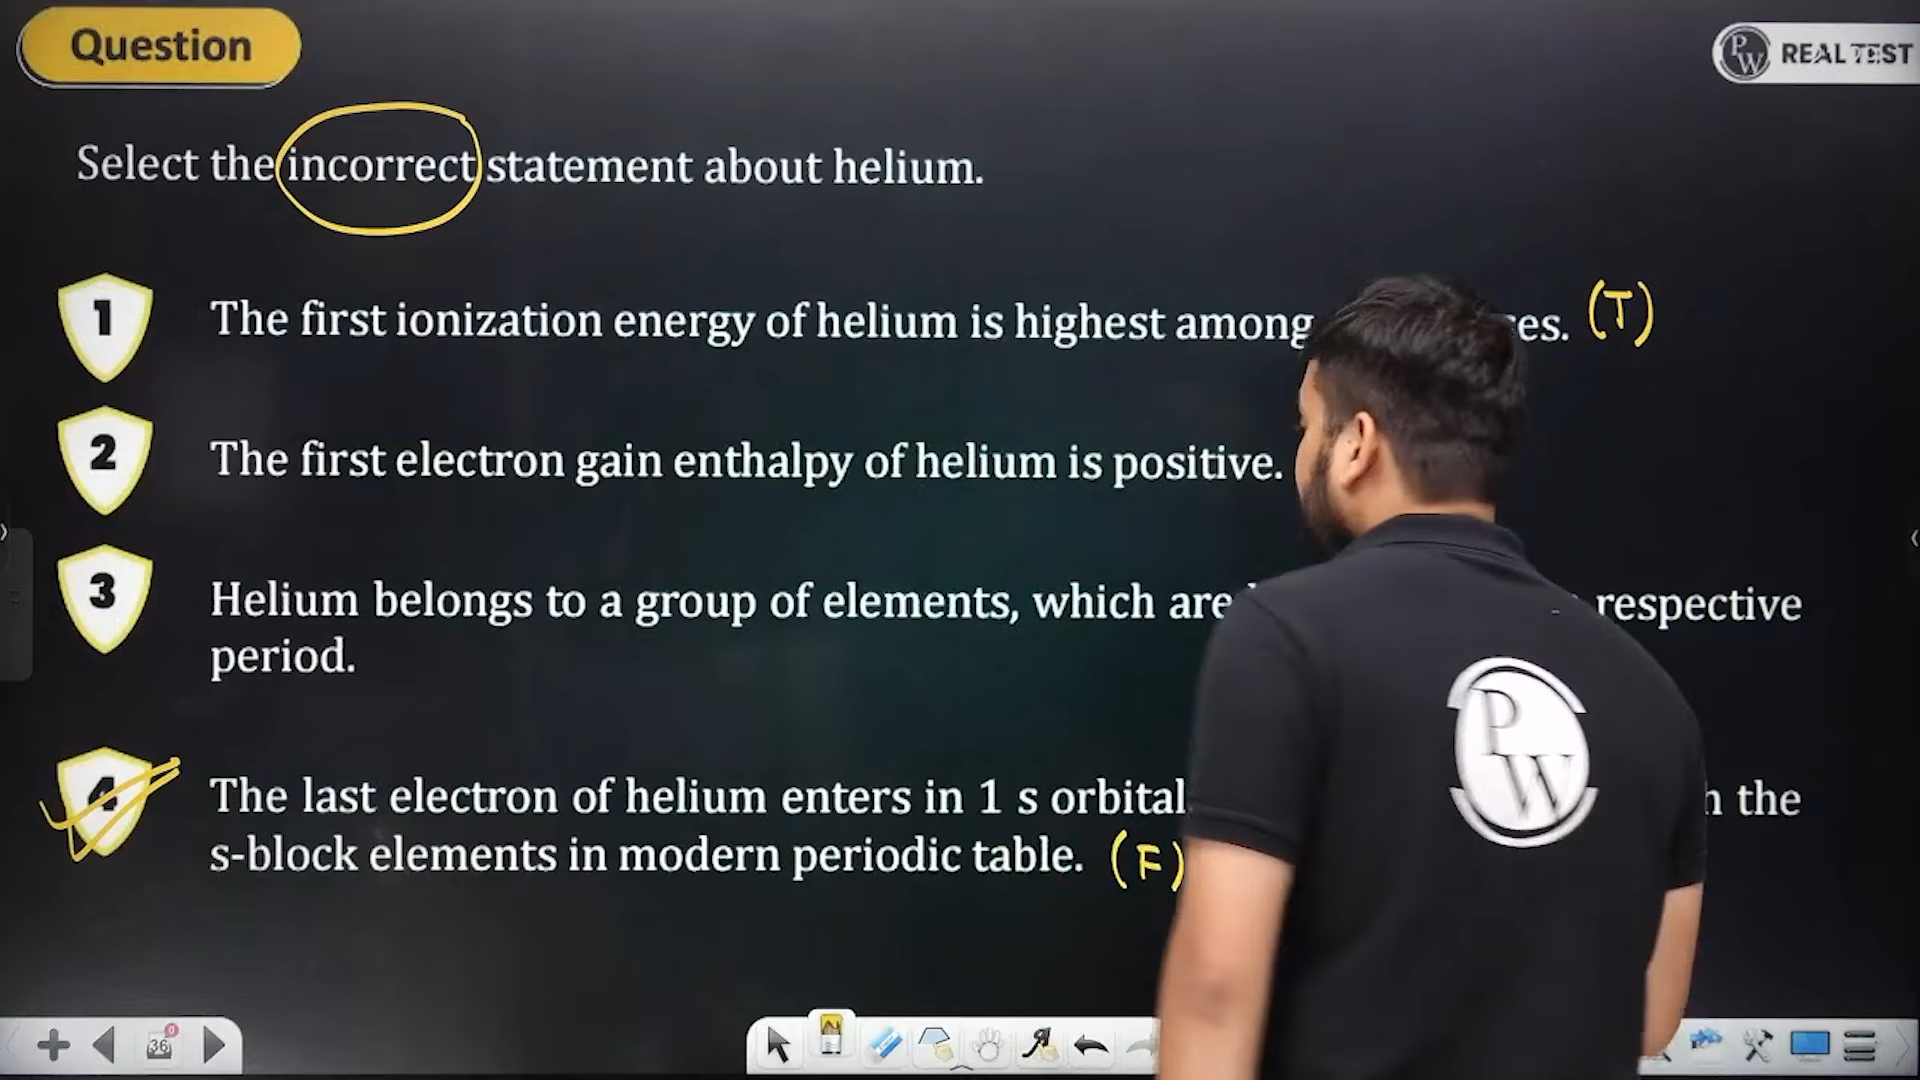 Question
PW REAL TEST
Select the incorrect statement about helium.
1 The first ionization energy of helium is highest among (T)
2 The first electron gain enthalpy of helium is positive.
3 Helium belongs to a group of elements, which are respective
period.
4 The last electron of helium enters in 1 s orbital the
s-block elements in modern periodic table. (F)
PW
36
0